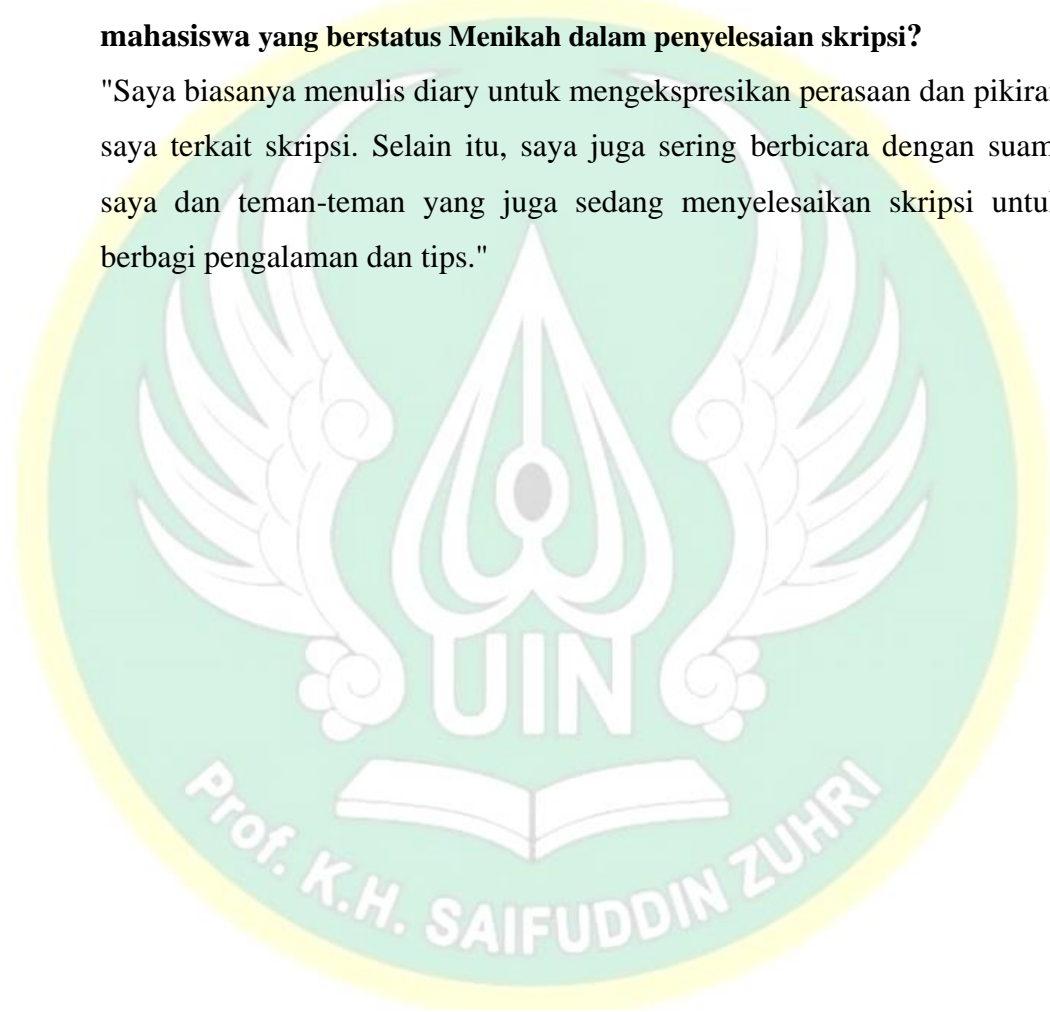 mahasiswa yang berstatus Menikah dalam penyelesaian skripsi?
"Saya biasanya menulis diary untuk mengekspresikan perasaan dan pikiran
saya terkait skripsi. Selain itu, saya juga sering berbicara dengan suam
saya dan teman-teman yang juga sedang menyelesaikan skripsi untu
berbagi pengalaman dan tips."
UIN
Prof. K.H. SAIFUDDIN ZUHRI